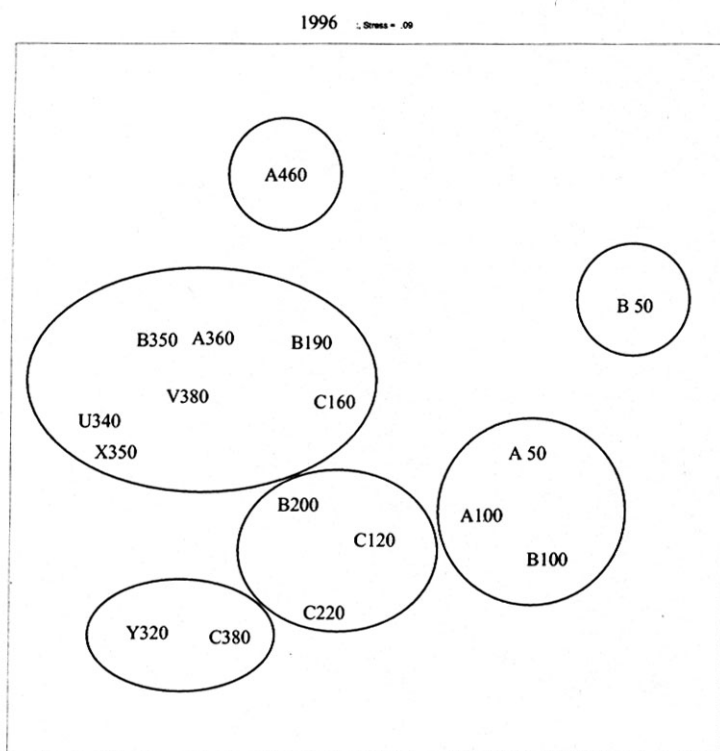 1996 :, Stress = .09
A460
B 50
B350 A360 B190
V380
C160
U340
X350
A 50
B200
A100
C120
B100
C220
Y320 C380